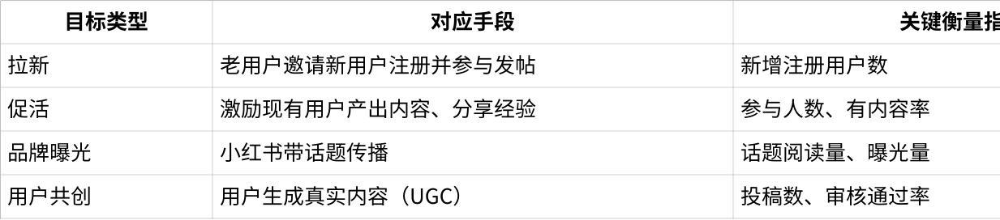 目标类型 对应手段 关键衡量指
拉新 老用户邀请新用户注册并参与发帖 新增注册用户数
促活 激励现有用户产出内容、分享经验 参与人数、有内容率
品牌曝光 小红书带话题传播 话题阅读量、曝光量
用户共创 用户生成真实内容（UGC） 投稿数、审核通过率